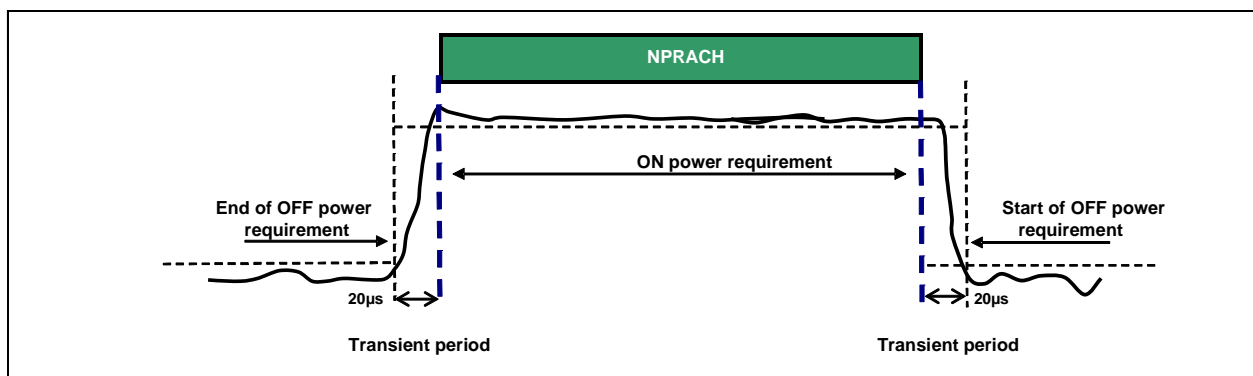 NPRACH
ON power requirement
End of OFF power
requirement
Start of OFF power
requirement
20µs
20µs
Transient period
Transient period